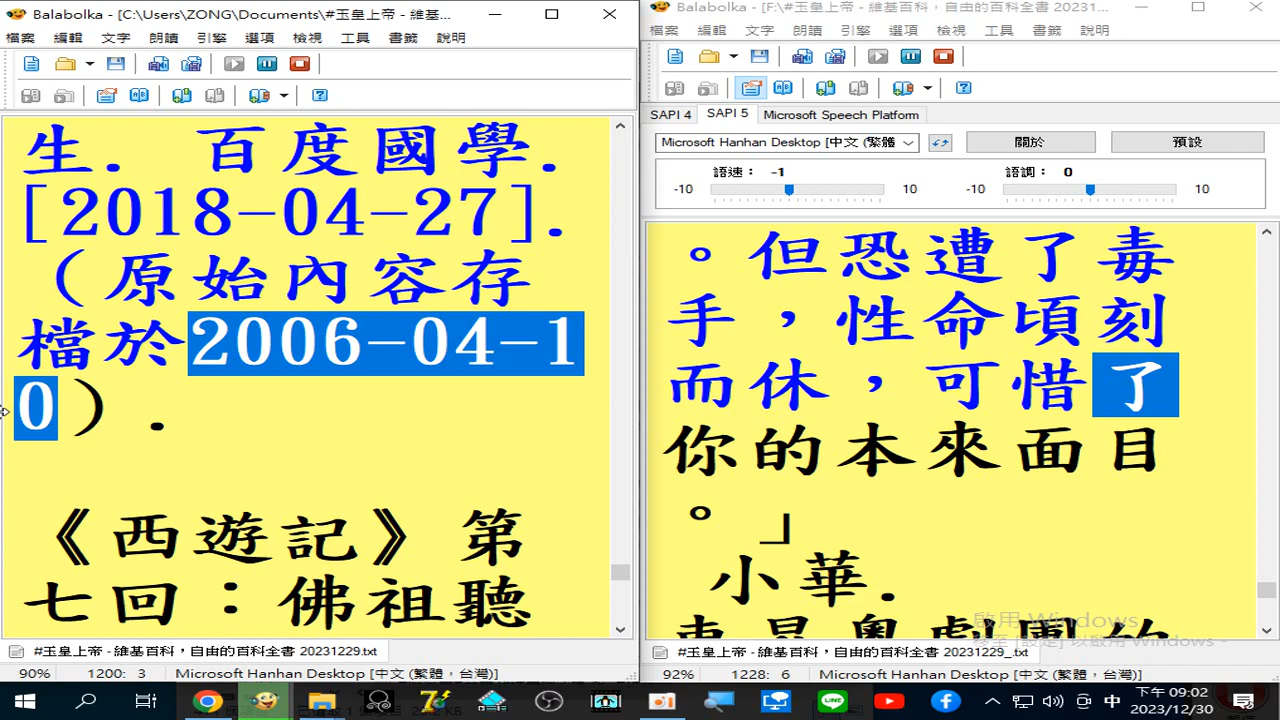 Balabolka - [C:\Users\ZONG\Documents\#玉皇上帝 - 維基...
檔案 編輯 文字 朗讀 引擎 選項 檢視 工具 書籤 說明
生. 百度國學.
[2018-04-27].
（原始內容存
檔於2006-04-1
0）.
《西遊記》第
七回：佛祖聽
#玉皇上帝 - 維基百科，自由的百科全書 20231229.txt
90% 1200: 3 Microsoft Hanhan Desktop [中文 (繁體，台灣)]
Balabolka - [F:\#玉皇上帝 - 維基百科，自由的百科全書 20231...
檔案 編輯 文字 朗讀 引擎 選項 檢視 工具 書籤 說明
SAPI 4 SAPI 5 Microsoft Speech Platform
Microsoft Hanhan Desktop [中文 (繁體 關於 預設
語速： -1 語調： 0
-10 10 -10 10
。但恐遭了毒
手，性命頃刻
而休，可惜了
你的本來面目
。」
小華.
啟用 Windows
移至 [設定] 以啟用 Windows。
#玉皇上帝 - 維基百科，自由的百科全書 20231229_.txt
92% 1228: 6 Microsoft Hanhan Desktop [中文 (繁體，台灣)]
中 下午 09:02
2023/12/30